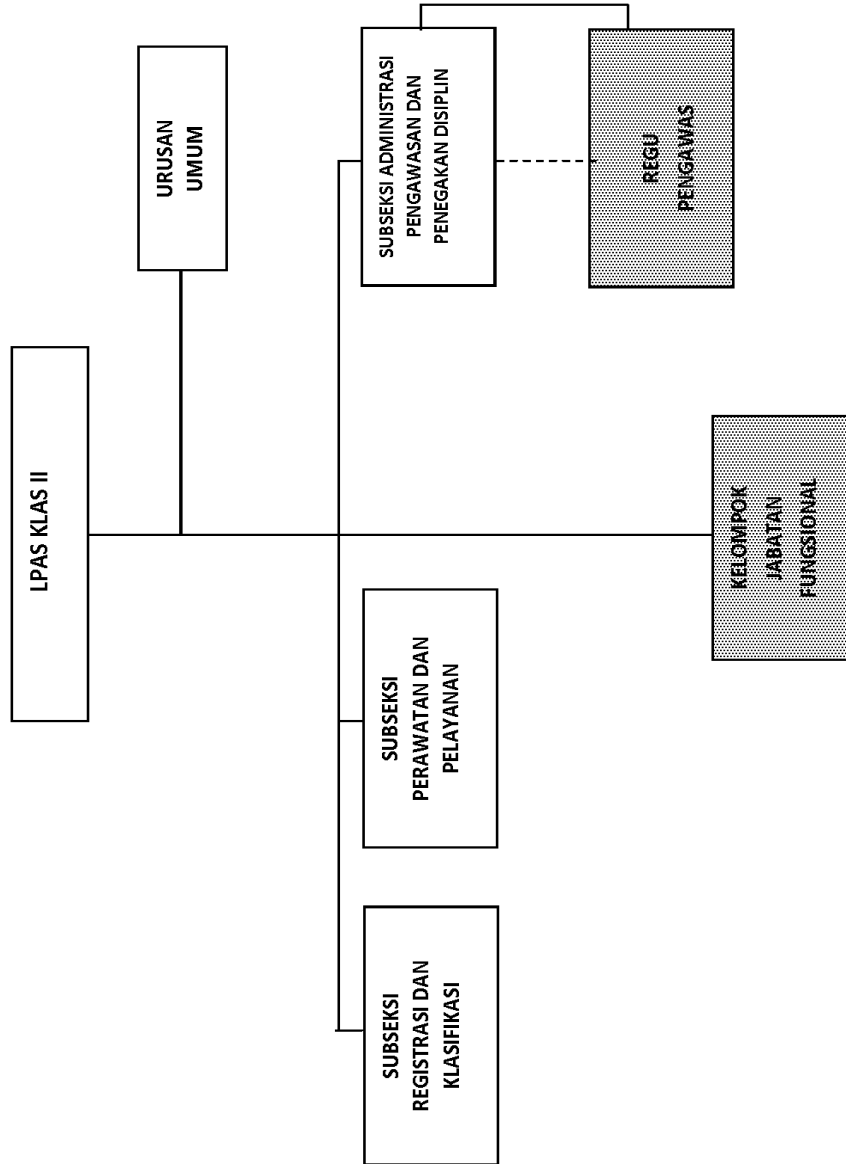 LPAS KLAS II
URUSAN
UMUM
SUBSEKSI
REGISTRASI DAN
KLASIFIKASI
SUBSEKSI
PERAWATAN DAN
PELAYANAN
SUBSEKSI ADMINISTRASI
PENGAWASAN DAN
PENEGAKAN DISIPLIN
REGU
PENGAWAS
KELOMPOK
JABATAN
FUNGSIONAL